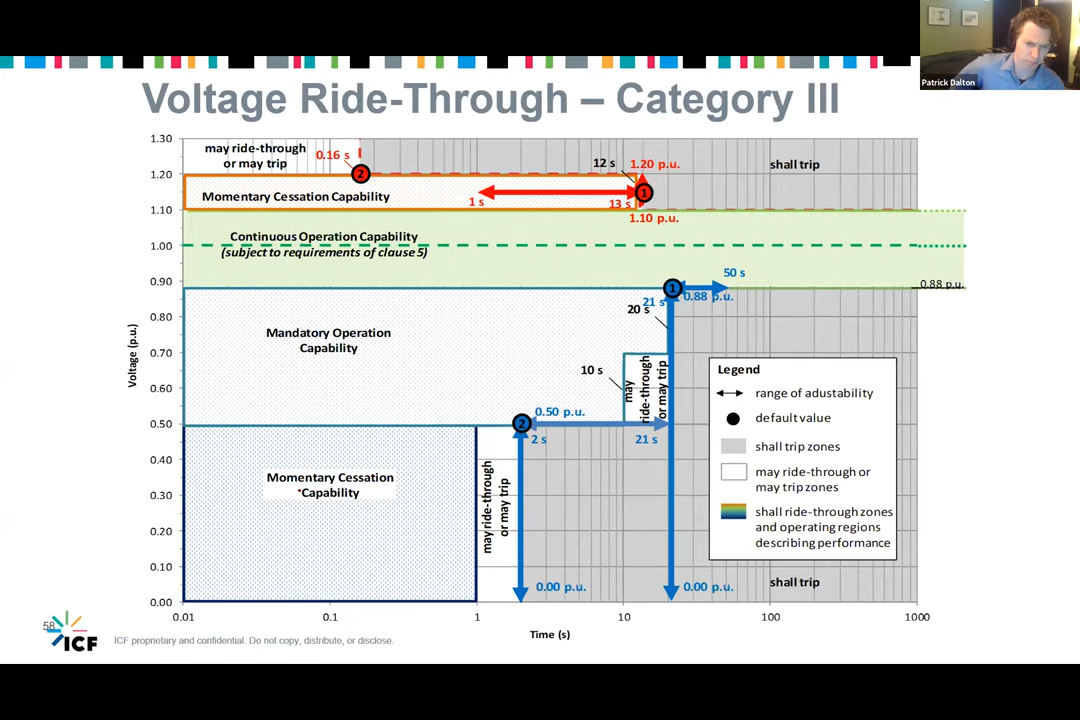 Patrick Dalton
Voltage Ride-Through – Category III
1.30
1.20
1.10
1.00
0.90
0.80
0.70
0.60
0.50
0.40
0.30
0.20
0.10
0.00
Voltage (p.u.)
may ride-through
or may trip
0.16 s
2
12 s
1.20 p.u.
shall trip
Momentary Cessation Capability
1 s
13 s
1
1.10 p.u.
Continuous Operation Capability
(subject to requirements of clause 5)
50 s
0.88 p.u.
1
0.88 p.u.
21 s
20 s
Mandatory Operation
Capability
10 s
may
ride-through
or may trip
0.50 p.u.
2
2 s
21 s
Momentary Cessation
Capability
may ride-through
or may trip
0.00 p.u.
0.00 p.u.
shall trip
Legend
range of adustability
default value
shall trip zones
may ride-through or
may trip zones
shall ride-through zones
and operating regions
describing performance
0.01
0.1
1
10
100
1000
Time (s)
58
ICF
ICF proprietary and confidential. Do not copy, distribute, or disclose.